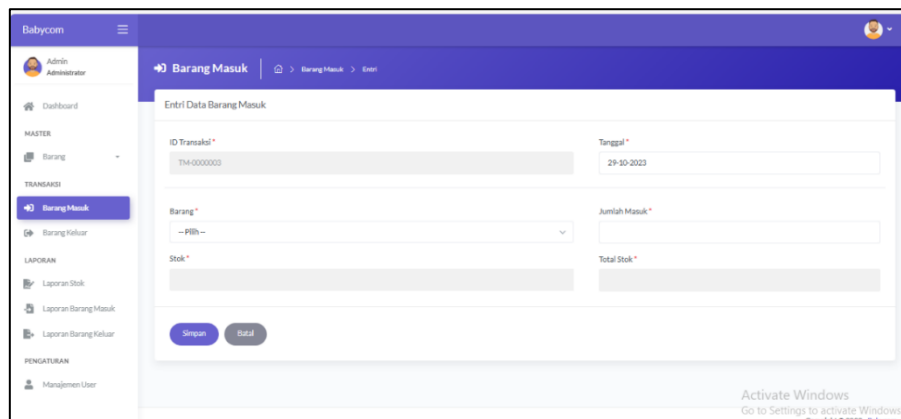 Babycom
Admin
Administrator
Barang Masuk > Barang Masuk > Entri
Dashboard
Entri Data Barang Masuk
MASTER
ID Transaksi * Tanggal *
Barang
TM-0000003 29-10-2023
TRANSAKSI
Barang Masuk
Barang * Jumlah Masuk *
Barang Keluar
-- Pilih --
LAPORAN
Stok * Total Stok *
Laporan Stok
Laporan Barang Masuk
Laporan Barang Keluar
Simpan Batal
PENGATURAN
Manajemen User
Activate Windows
Go to Settings to activate Windows